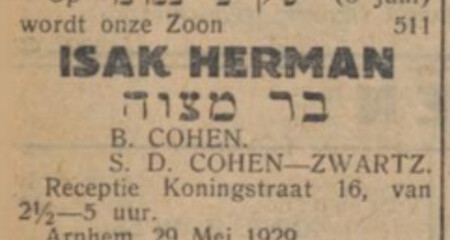 wordt onze Zoon 511
ISAK HERMAN
בר מצוה
B. COHEN.
S. D. COHEN—ZWARTZ.
Receptie Koningstraat 16, van
2½—5 uur.
Arnhem, 29 Mei 1929.